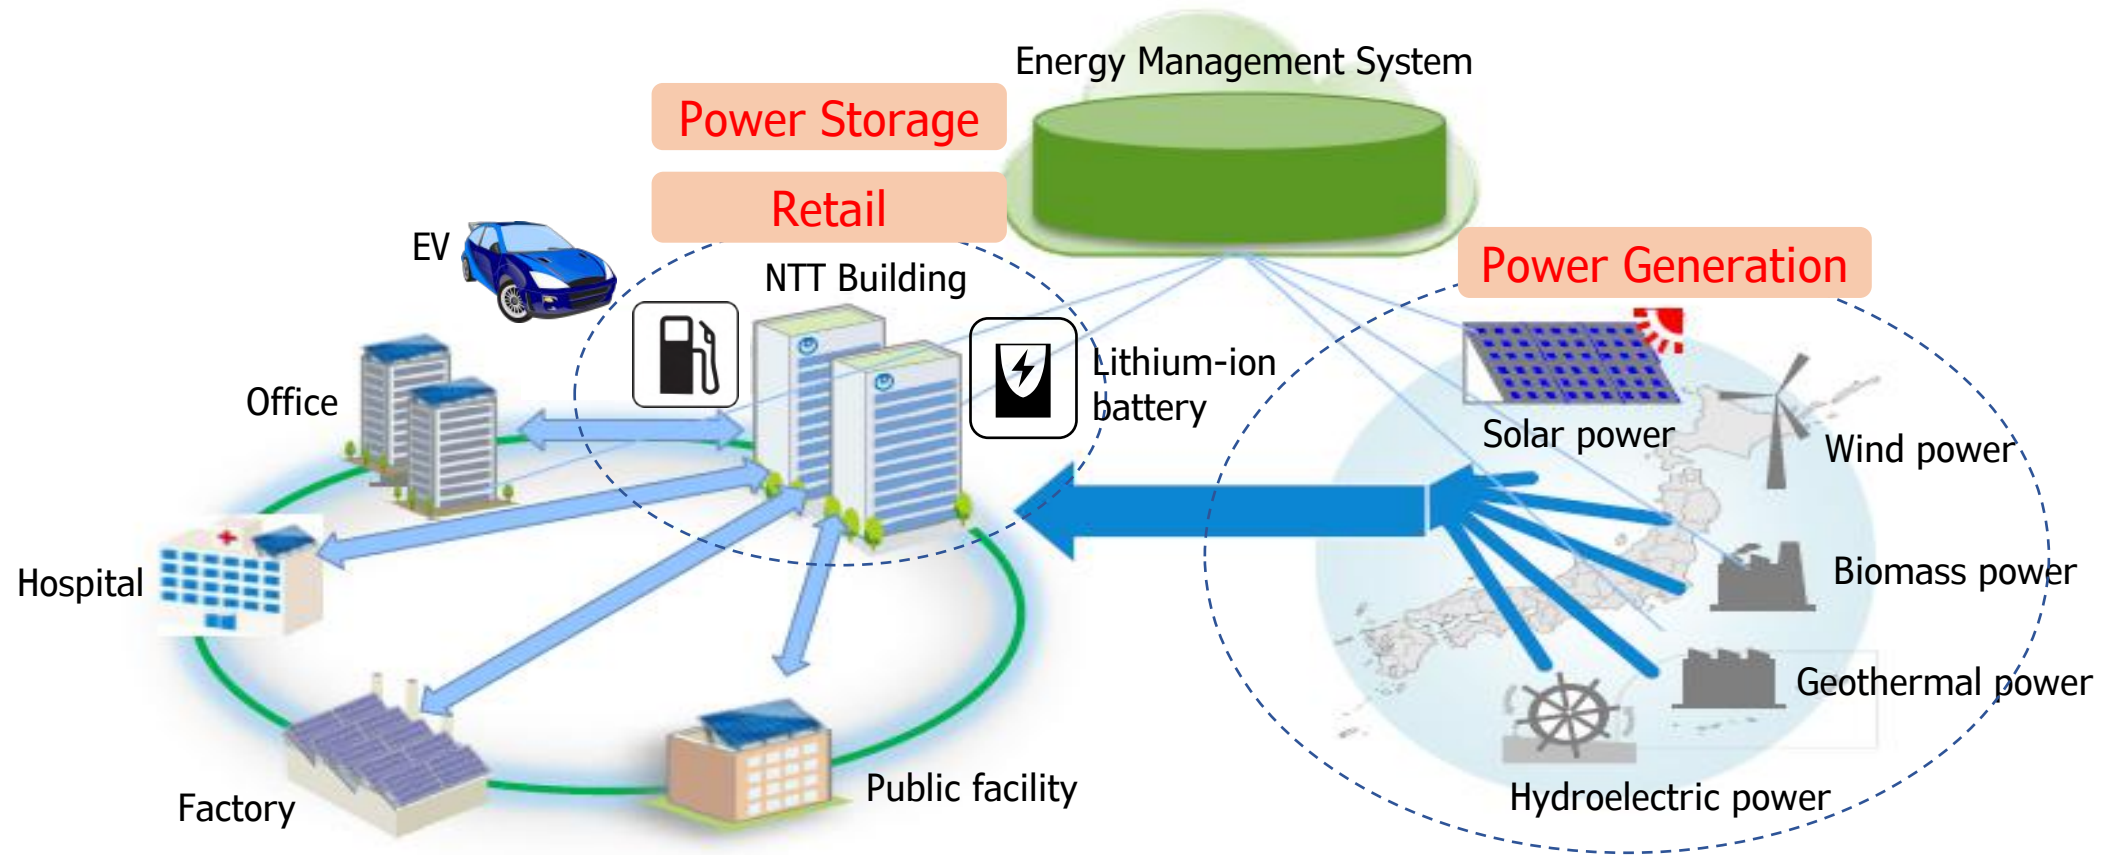 Energy Management System
Power Storage
Retail
Power Generation
EV
NTT Building
Lithium-ion
battery
Office
Solar power
Wind power
Hospital
Biomass power
Geothermal power
Factory
Public facility
Hydroelectric power